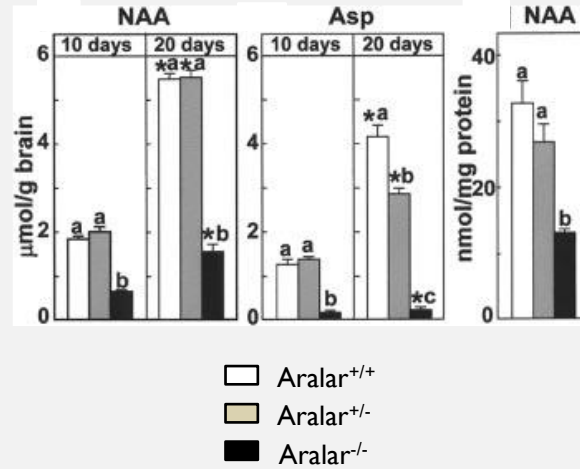 NAA Asp NAA
10 days 20 days 10 days 20 days
μmol/g brain
6
4
2
0
a a b
*a *a *b
6
4
2
0
a a b
*a *b *c
nmol/mg protein
40
20
0
a a b
Aralar+/+
Aralar+/-
Aralar-/-